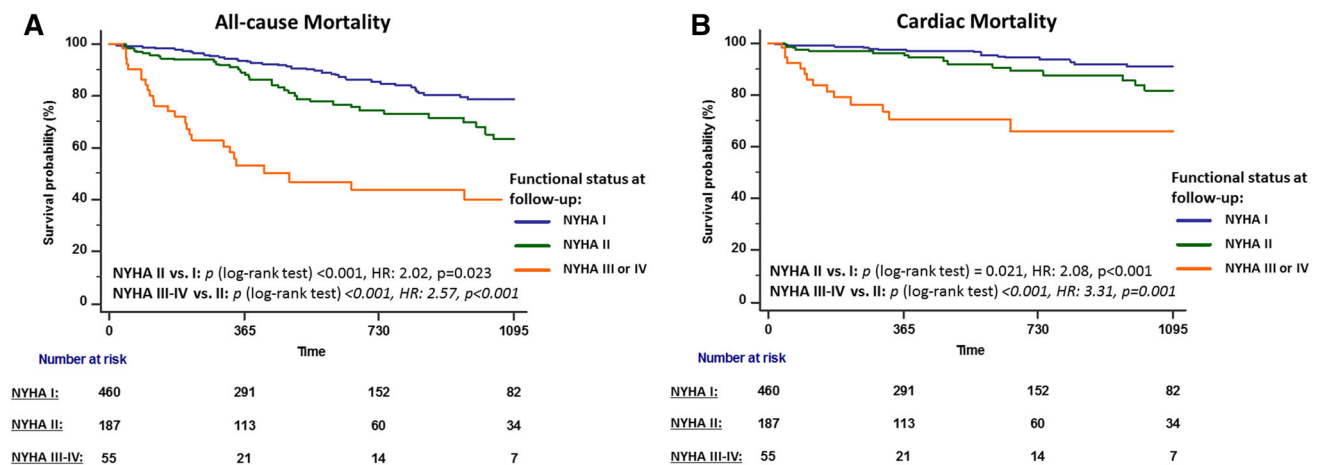 A
All-cause Mortality
Survival probability (%)
100
80
60
40
20
0
Functional status at
follow-up:
NYHA I
NYHA II
NYHA III or IV
NYHA II vs. I: p (log-rank test) <0.001, HR: 2.02, p=0.023
NYHA III-IV vs. II: p (log-rank test) <0.001, HR: 2.57, p<0.001
0 365 730 1095
Time
Number at risk
NYHA I: 460 291 152 82
NYHA II: 187 113 60 34
NYHA III-IV: 55 21 14 7
B
Cardiac Mortality
Survival probability (%)
100
80
60
40
20
0
Functional status at
follow-up:
NYHA I
NYHA II
NYHA III or IV
NYHA II vs. I: p (log-rank test) = 0.021, HR: 2.08, p<0.001
NYHA III-IV vs. II: p (log-rank test) <0.001, HR: 3.31, p=0.001
0 365 730 1095
Time
Number at risk
NYHA I: 460 291 152 82
NYHA II: 187 113 60 34
NYHA III-IV: 55 21 14 7